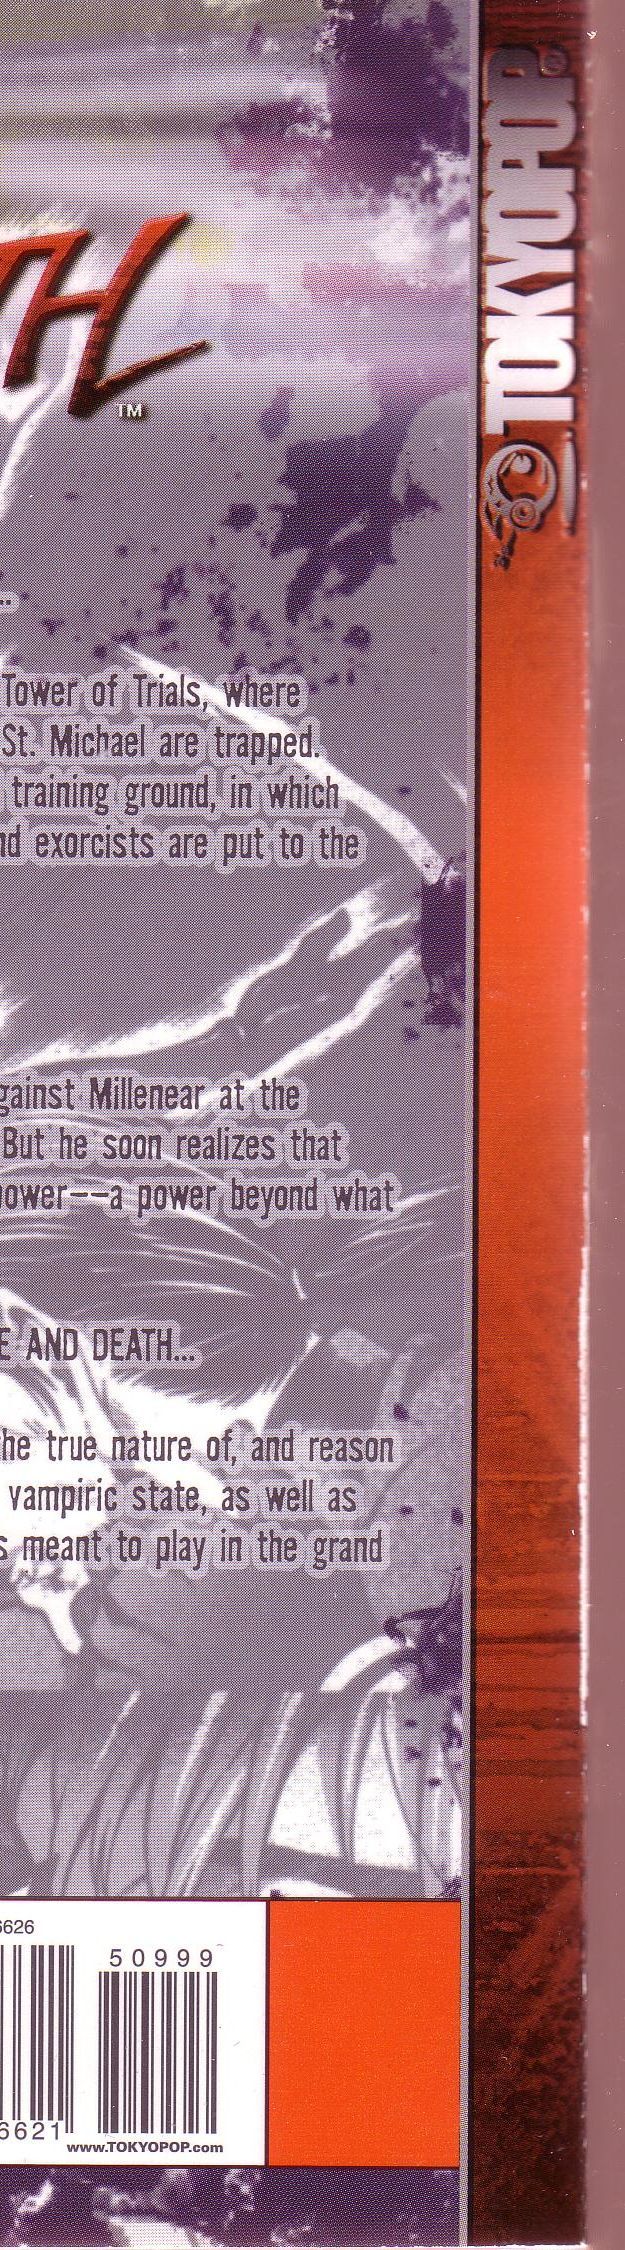 TOKYOPOP®
TH
TM
..
Tower of Trials, where
St. Michael are trapped.
training ground, in which
nd exorcists are put to the
gainst Millenear at the
But he soon realizes that
power--a power beyond what
E AND DEATH...
he true nature of, and reason
vampiric state, as well as
s meant to play in the grand
6626
50999
6621
www.TOKYOPOP.com